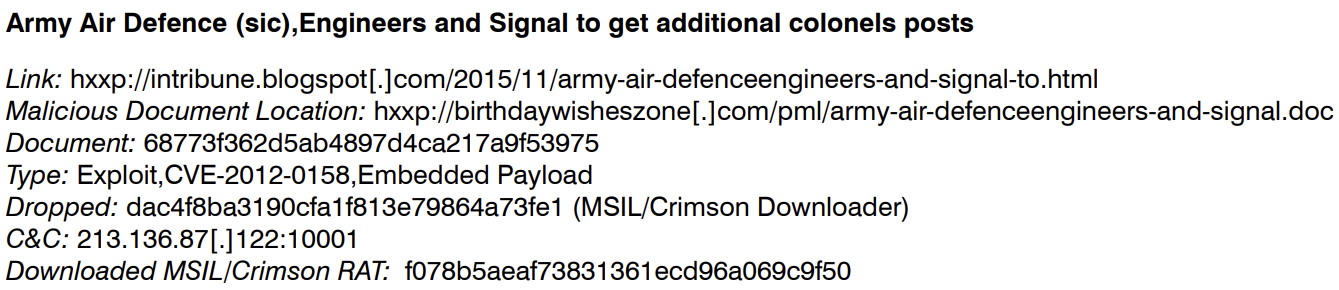 Army Air Defence (sic),Engineers and Signal to get additional colonels posts
Link: hxxp://intribune.blogspot[.]com/2015/11/army-air-defenceengineers-and-signal-to.html
Malicious Document Location: hxxp://birthdaywisheszone[.]com/pml/army-air-defenceengineers-and-signal.doc
Document: 68773f362d5ab4897d4ca217a9f53975
Type: Exploit,CVE-2012-0158,Embedded Payload
Dropped: dac4f8ba3190cfa1f813e79864a73fe1 (MSIL/Crimson Downloader)
C&C: 213.136.87[.]122:10001
Downloaded MSIL/Crimson RAT: f078b5aeaf73831361ecd96a069c9f50